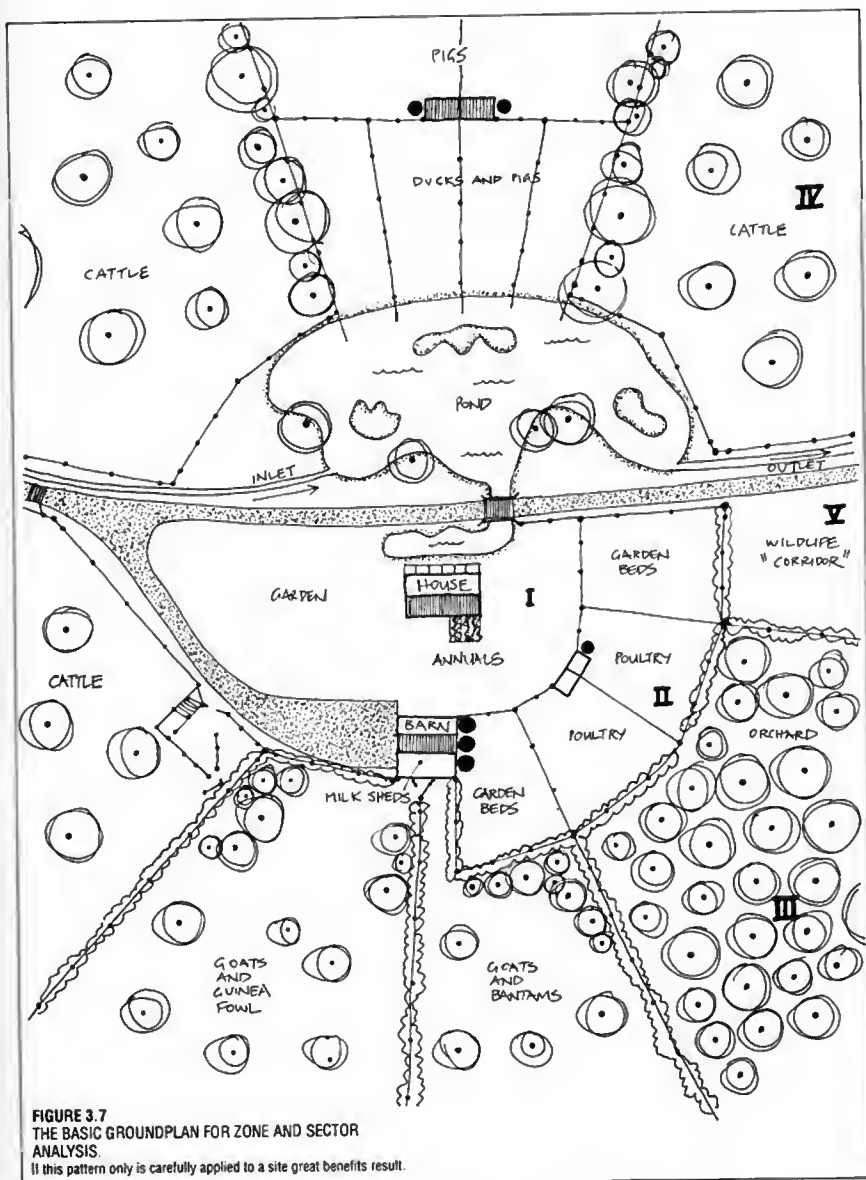 PIGS
DUCKS AND PIGS
IV
CATTLE
CATTLE
POND
INLET
OUTLET
V
WILDLIFE
"CORRIDOR"
GARDEN
BEDS
HOUSE
I
GARDEN
ANNUALS
POULTRY
II
CATTLE
POULTRY
ORCHARD
BARN
MILK SHEDS
GARDEN
BEDS
III
GOATS
AND
GUINEA
FOWL
GOATS
AND
BANTAMS
FIGURE 3.7
THE BASIC GROUNDPLAN FOR ZONE AND SECTOR
ANALYSIS.
If this pattern only is carefully applied to a site great benefits result.